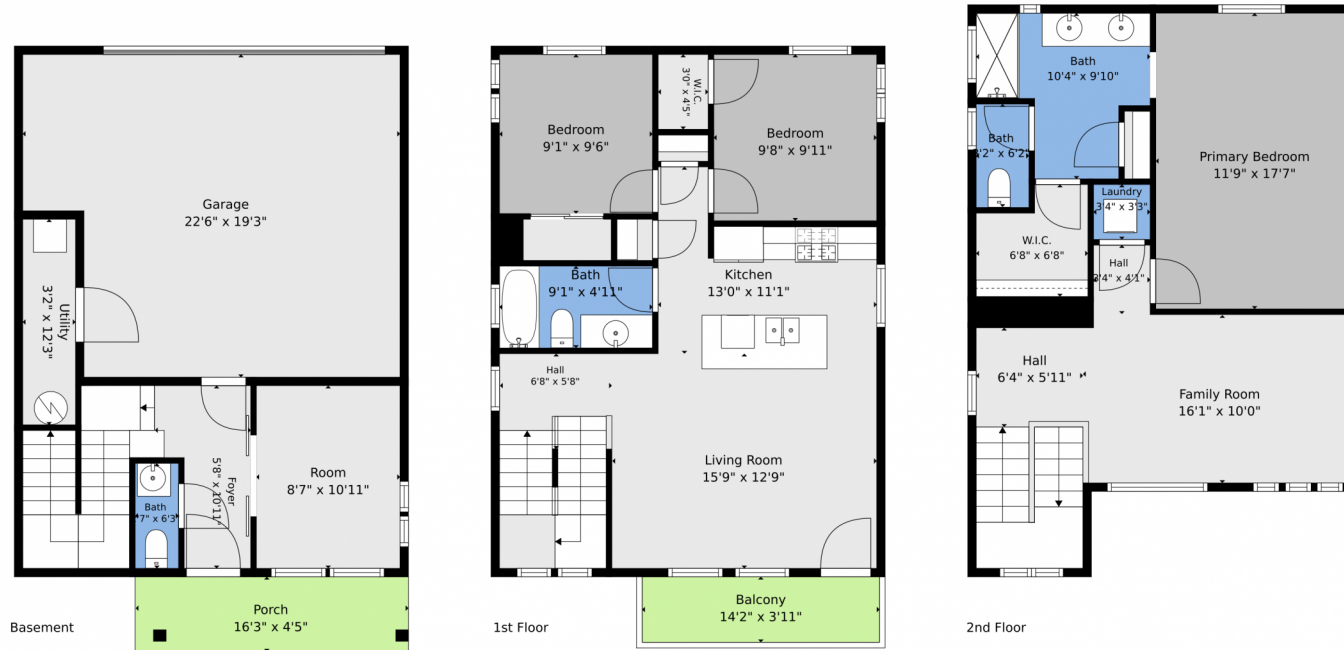 Garage
22'6" x 19'3"
Utility
3'2" x 12'3"
Foyer
5'8" x 10'11"
Room
8'7" x 10'11"
Bath
7" x 6'3"
Porch
16'3" x 4'5"
Basement
Bedroom
9'1" x 9'6"
W.I.C.
3'0" x 4'5"
Bedroom
9'8" x 9'11"
Bath
9'1" x 4'11"
Kitchen
13'0" x 11'1"
Hall
6'8" x 5'8"
Living Room
15'9" x 12'9"
Balcony
14'2" x 3'11"
1st Floor
Bath
10'4" x 9'10"
Bath
2" x 6'2"
Primary Bedroom
11'9" x 17'7"
Laundry
3'4" x 3'3"
W.I.C.
6'8" x 6'8"
Hall
3'4" x 4'1"
Hall
6'4" x 5'11"
Family Room
16'1" x 10'0"
2nd Floor